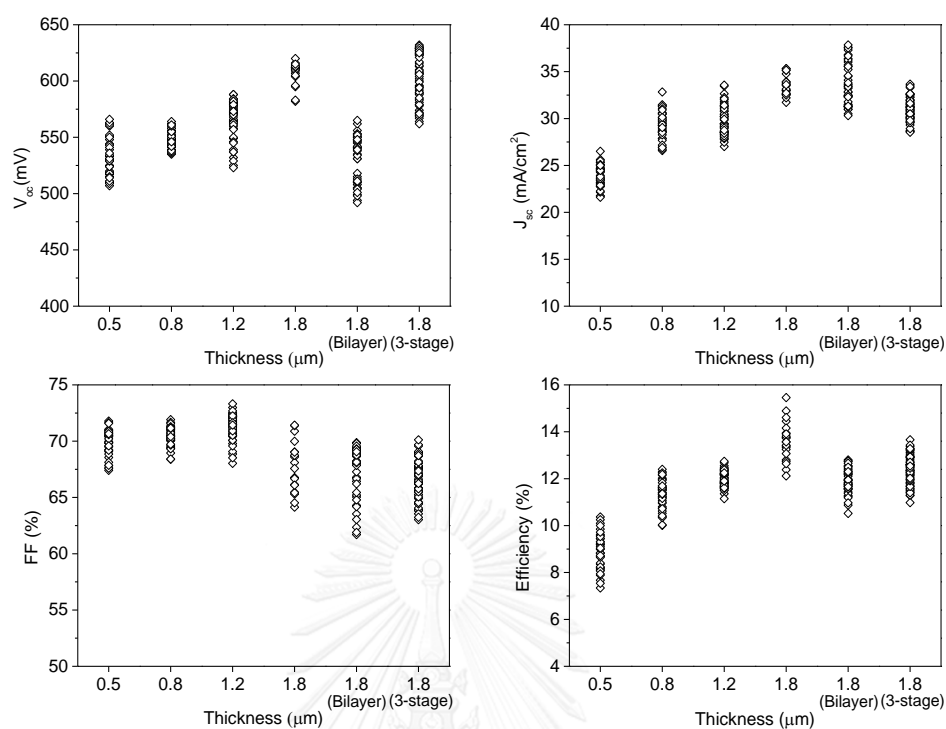 650
600
550
500
450
400
V_oc (mV)
0.5 0.8 1.2 1.8 1.8 1.8
(Bilayer) (3-stage)
Thickness (μm)
40
35
30
25
20
15
10
J_sc (mA/cm²)
0.5 0.8 1.2 1.8 1.8 1.8
(Bilayer) (3-stage)
Thickness (μm)
75
70
65
60
55
50
FF (%)
0.5 0.8 1.2 1.8 1.8 1.8
(Bilayer) (3-stage)
Thickness (μm)
16
14
12
10
8
6
4
Efficiency (%)
0.5 0.8 1.2 1.8 1.8 1.8
(Bilayer) (3-stage)
Thickness (μm)